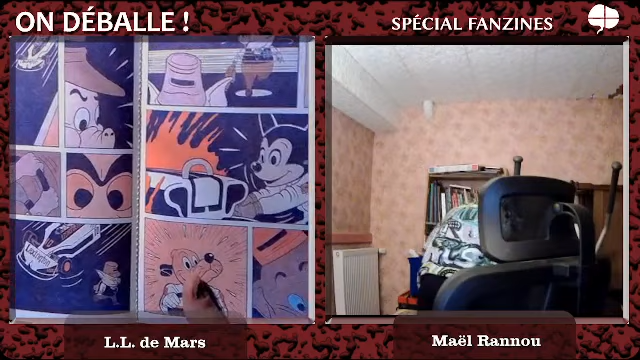 ON DÉBALLE !
SPÉCIAL FANZINES
L.L. de Mars
Maël Rannou